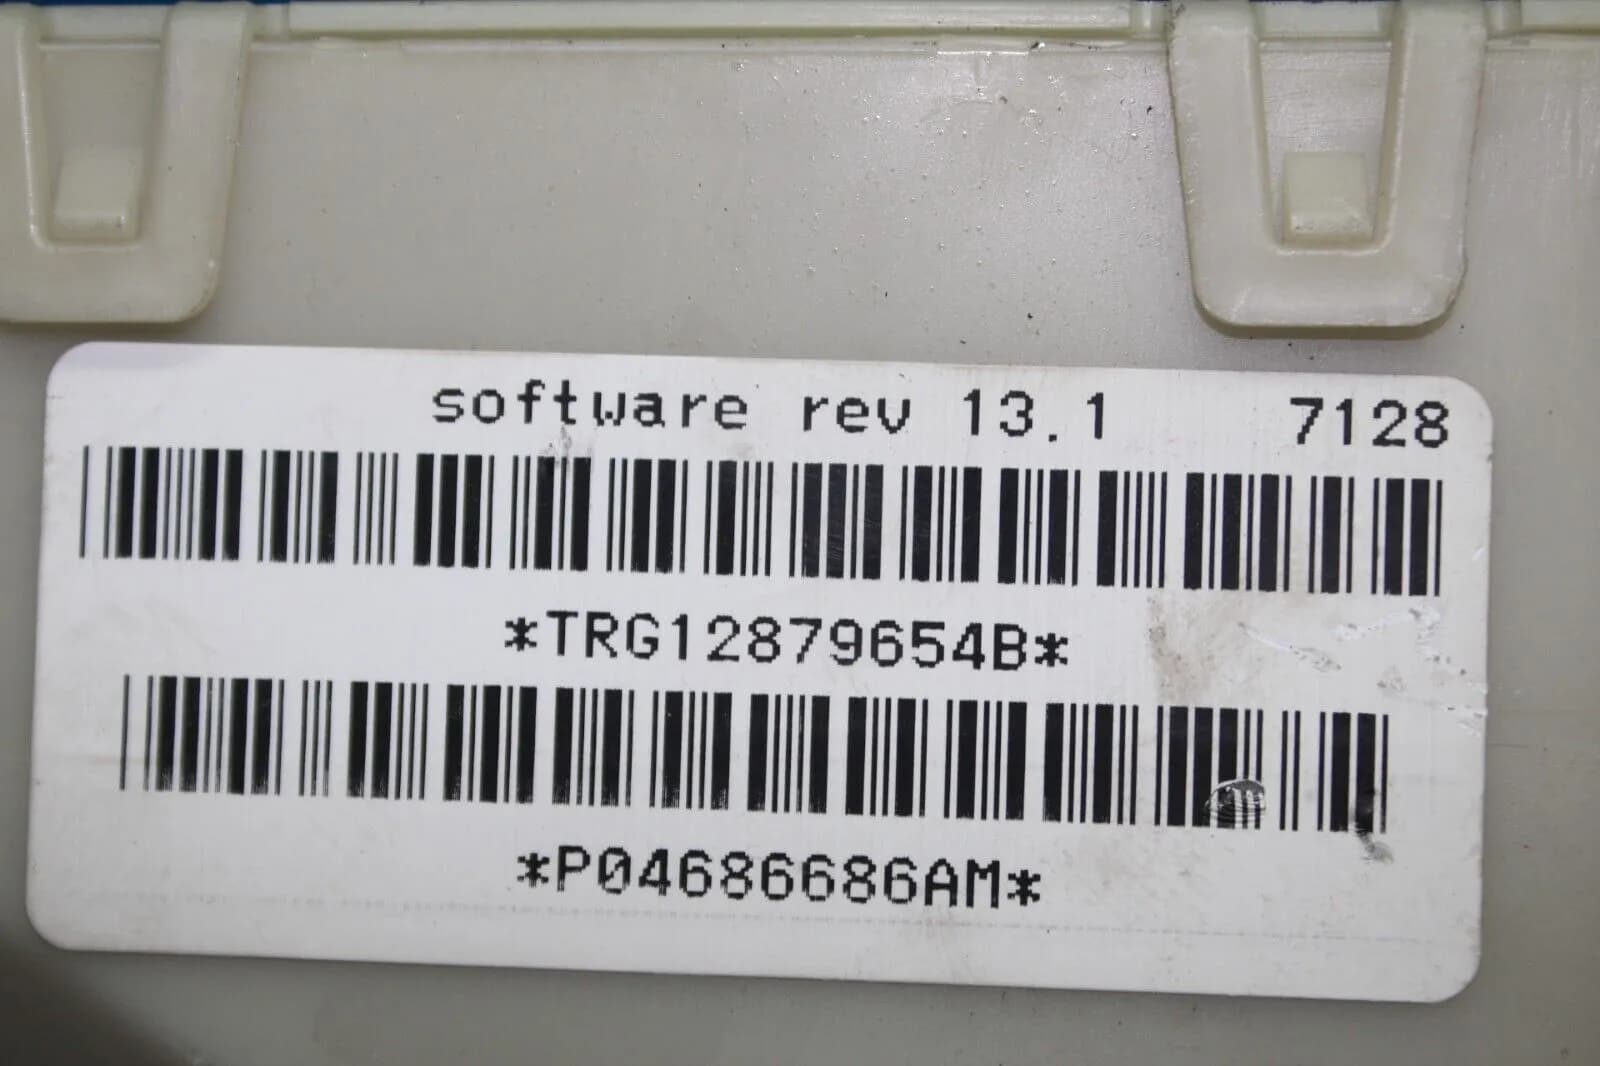 software rev 13.1 7128
*TRG12879654B*
*P04686686AM*